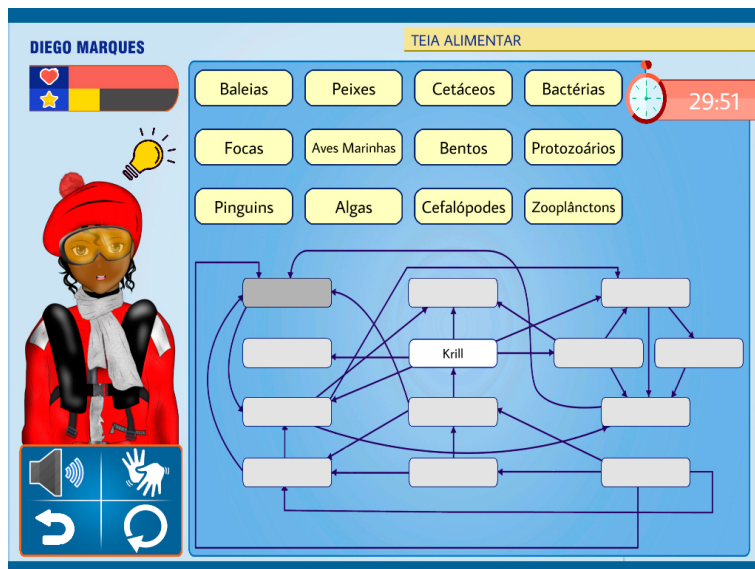 DIEGO MARQUES
TEIA ALIMENTAR
Baleias
Peixes
Cetáceos
Bactérias
29:51
Focas
Aves Marinhas
Bentos
Protozoários
Pinguins
Algas
Cefalópodes
Zooplânctons
Krill